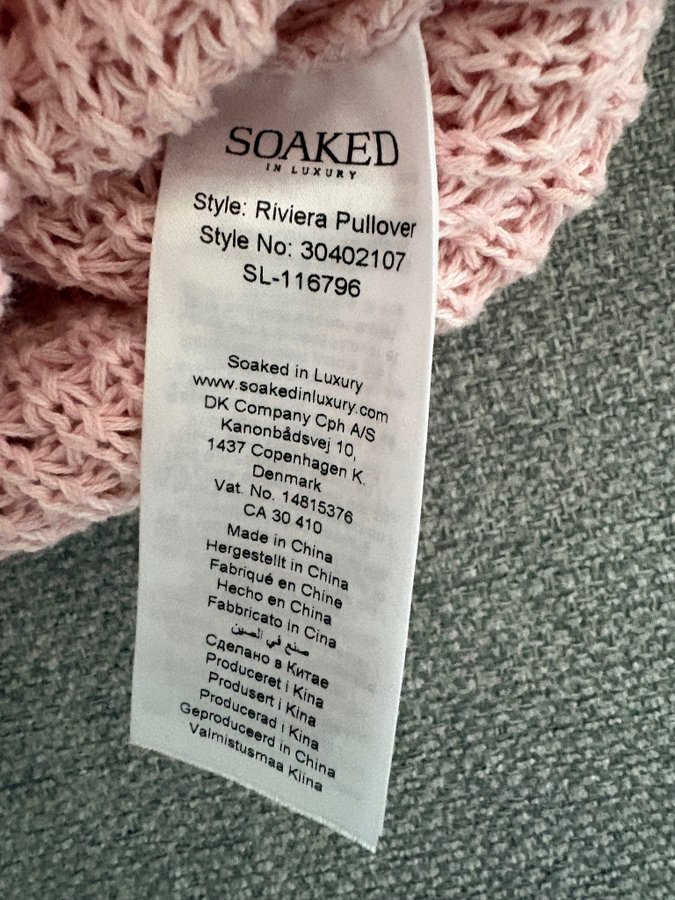 SOAKED
IN LUXURY
Style: Riviera Pullover
Style No: 30402107
SL-116796
Soaked in Luxury
www.soakedinluxury.com
DK Company Cph A/S
Kanonbådsvej 10,
1437 Copenhagen K.
Denmark
Vat. No. 14815376
CA 30 410
Made in China
Hergestellt in China
Fabriqué en Chine
Hecho en China
Fabbricato in Cina
صنع في الصين
Сделано в Китае
Produceret i Kina
Produsert i Kina
Producerad i Kina
Geproduceerd in China
Valmistusmaa Kiina